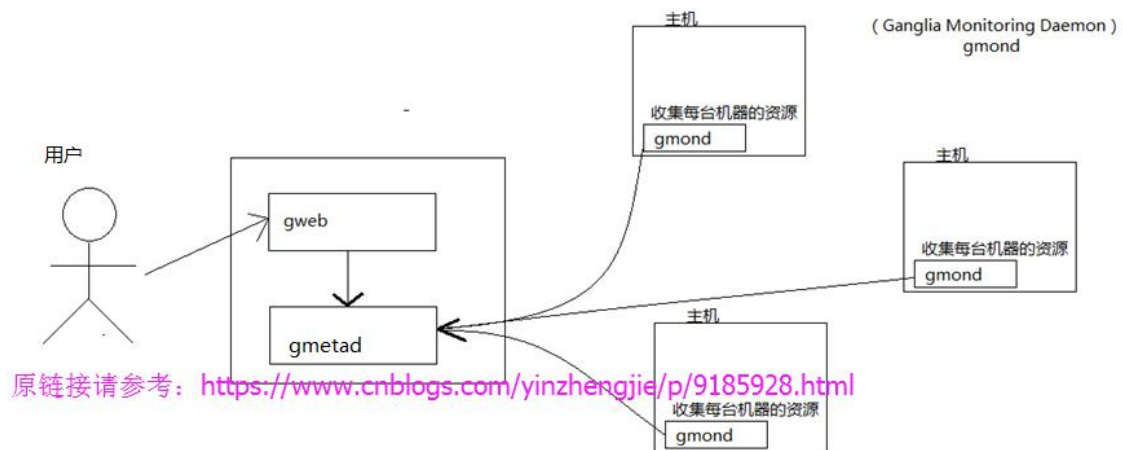 主机
(Ganglia Monitoring Daemon)
gmond
收集每台机器的资源
gmond
用户
主机
gweb
收集每台机器的资源
gmond
主机
gmetad
原链接请参考：https://www.cnblogs.com/yinzhengjie/p/9185928.html
收集每台机器的资源
gmond